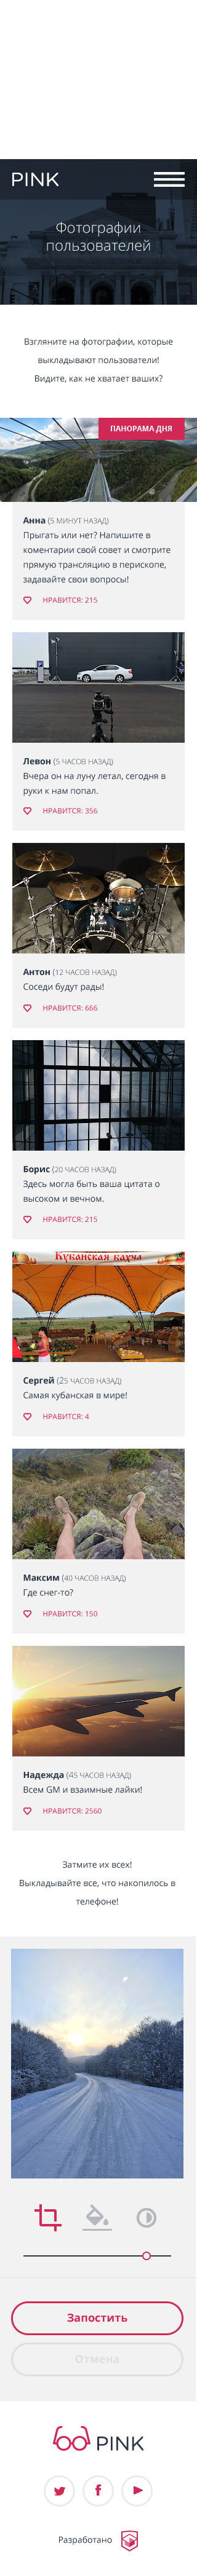 PINK
Фотографии
пользователей
Взгляните на фотографии, которые
выкладывают пользователи!
Видите, как не хватает ваших?
ПАНОРАМА ДНЯ
Анна (5 МИНУТ НАЗАД)
Прыгать или нет? Напишите в
коментарии свой совет и смотрите
прямую трансляцию в перископе,
задавайте свои вопросы!
НРАВИТСЯ: 215
Левон (5 ЧАСОВ НАЗАД)
Вчера он на луну летал, сегодня в
руки к нам попал.
НРАВИТСЯ: 356
Антон (12 ЧАСОВ НАЗАД)
Соседи будут рады!
НРАВИТСЯ: 666
Борис (20 ЧАСОВ НАЗАД)
Здесь могла быть ваша цитата о
высоком и вечном.
НРАВИТСЯ: 215
Кубанская бахча
Сергей (25 ЧАСОВ НАЗАД)
Самая кубанская в мире!
НРАВИТСЯ: 4
Максим (40 ЧАСОВ НАЗАД)
Где снег-то?
НРАВИТСЯ: 150
Надежда (45 ЧАСОВ НАЗАД)
Всем GM и взаимные лайки!
НРАВИТСЯ: 2560
Затмите их всех!
Выкладывайте все, что накопилось в
телефоне!
Запостить
Отмена
PINK
Разработано